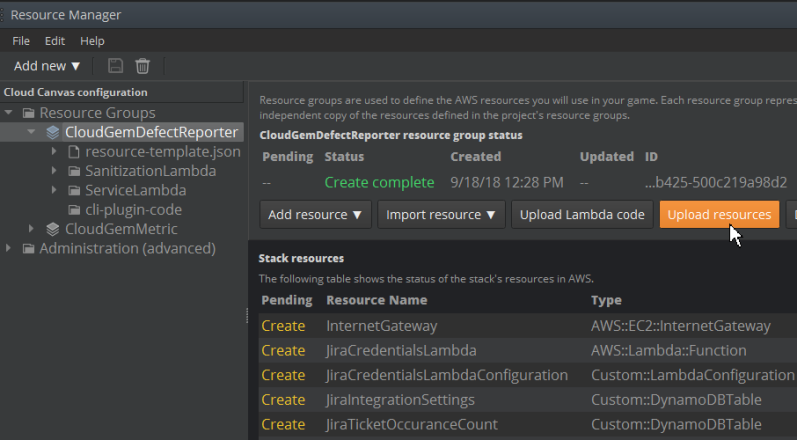 Resource Manager
File Edit Help
Add new ▼
Cloud Canvas configuration
Resource Groups
CloudGemDefectReporter
resource-template.json
SanitizationLambda
ServiceLambda
cli-plugin-code
CloudGemMetric
Administration (advanced)
Resource groups are used to define the AWS resources you will use in your game. Each resource group repres
independent copy of the resources defined in the project's resource groups.
CloudGemDefectReporter resource group status
Pending Status Created Updated ID
-- Create complete 9/18/18 12:28 PM -- ...b425-500c219a98d2
Add resource ▼ Import resource ▼ Upload Lambda code Upload resources
Stack resources
The following table shows the status of the stack's resources in AWS.
Pending Resource Name Type
Create InternetGateway AWS::EC2::InternetGateway
Create JiraCredentialsLambda AWS::Lambda::Function
Create JiraCredentialsLambdaConfiguration Custom::LambdaConfiguration
Create JiraIntegrationSettings Custom::DynamoDBTable
Create JiraTicketOccuranceCount Custom::DynamoDBTable